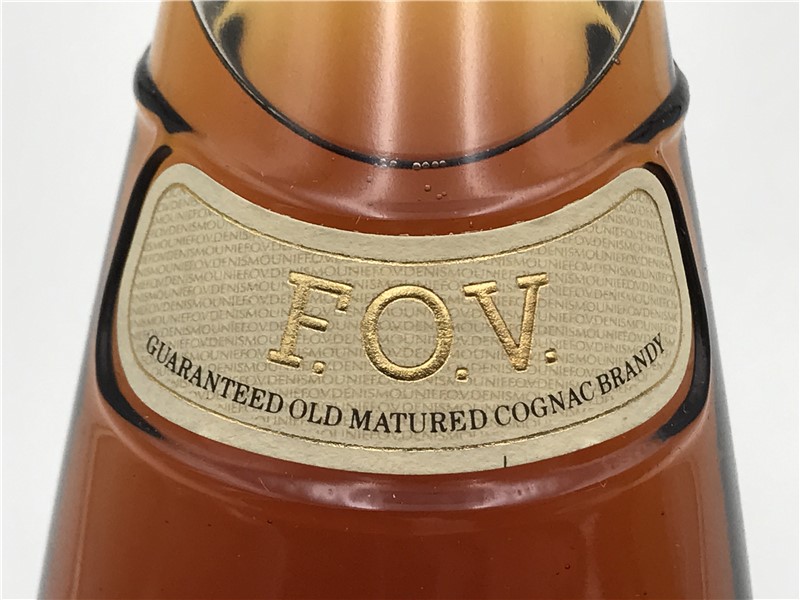 F.O.V.
GUARANTEED OLD MATURED COGNAC BRANDY